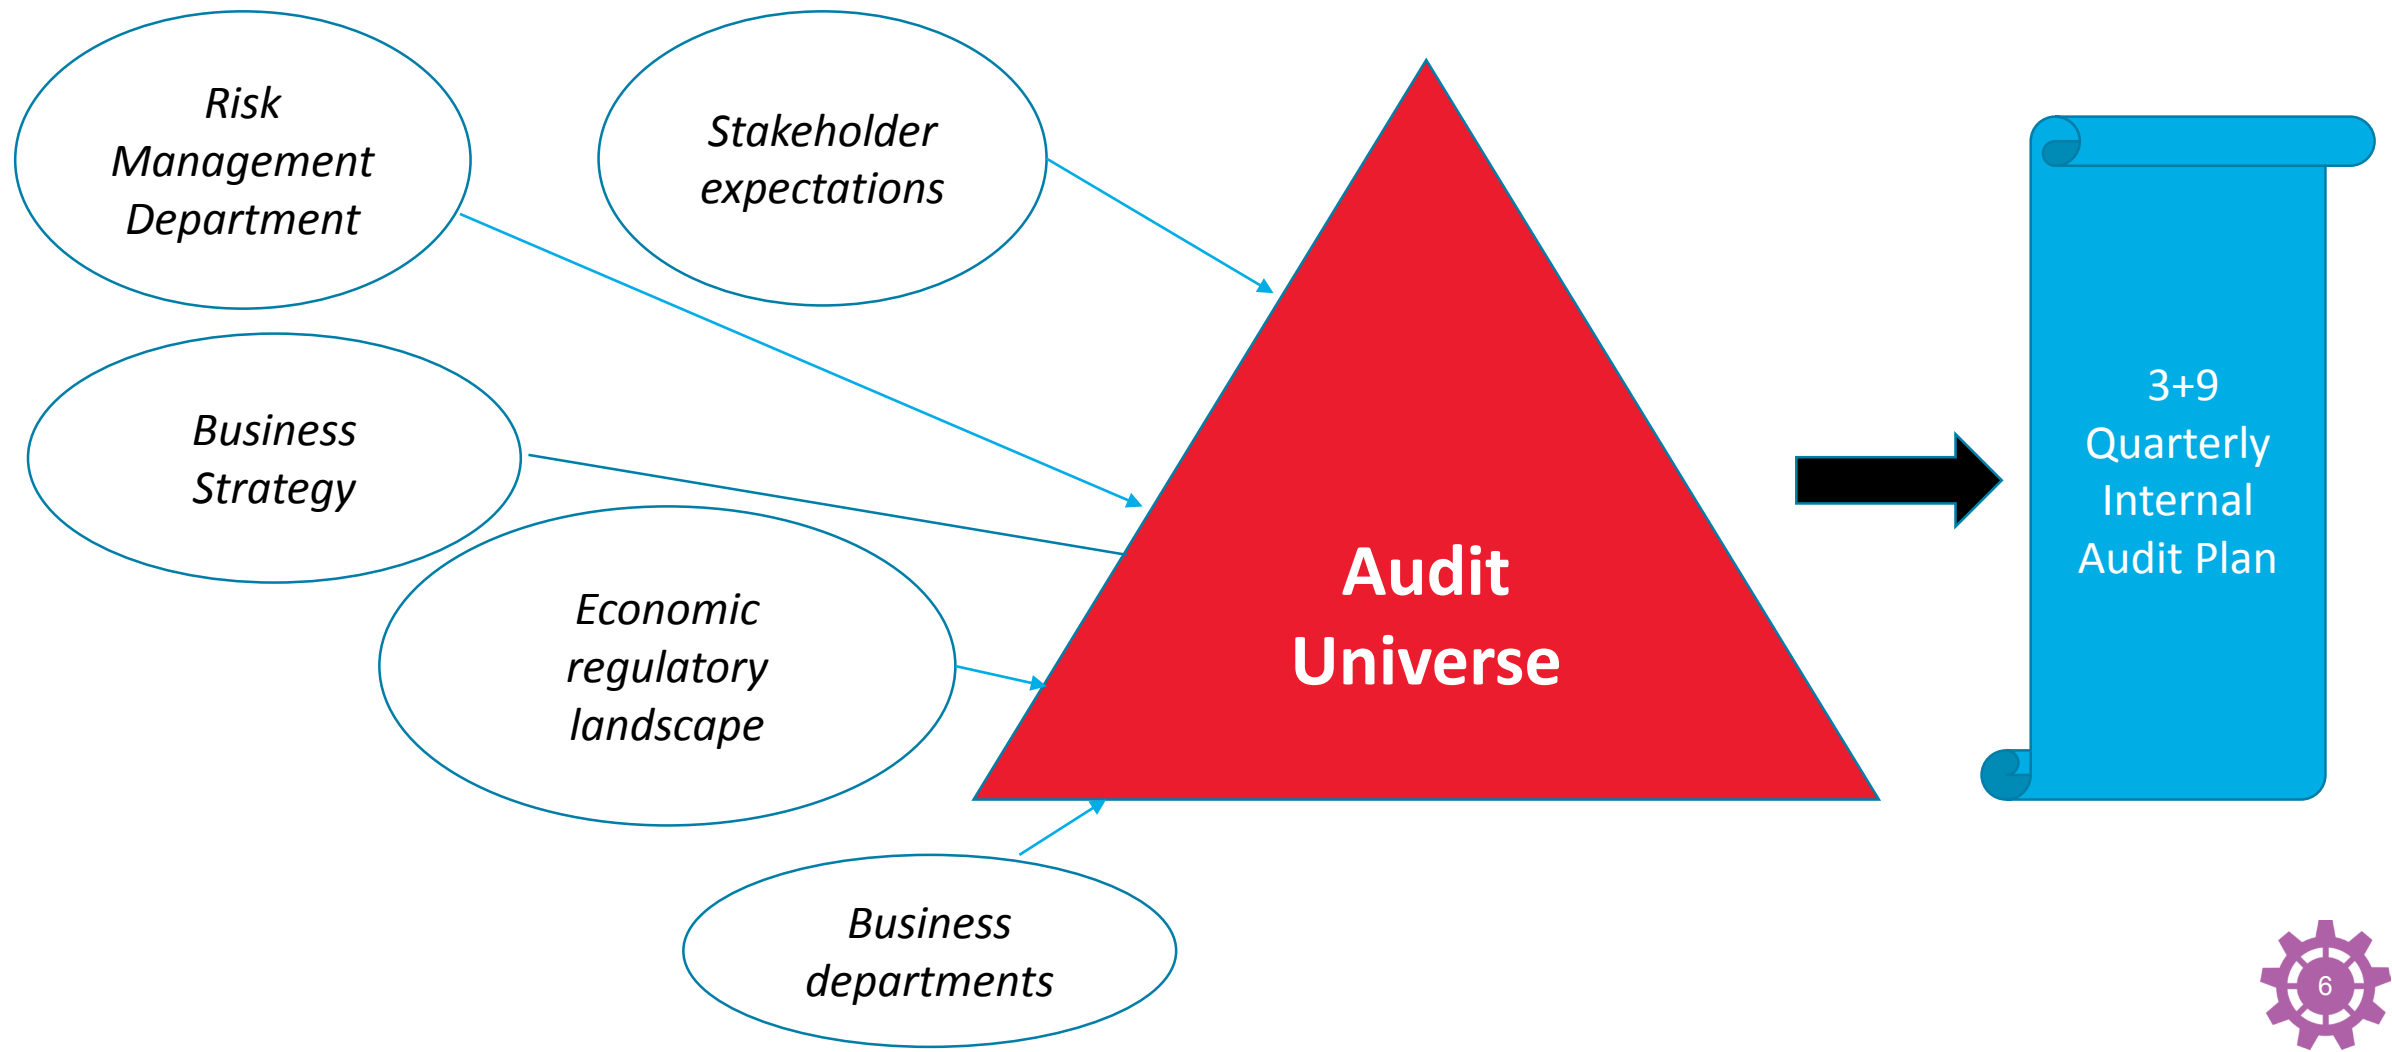 Risk
Management
Department
Stakeholder
expectations
Business
Strategy
Economic
regulatory
landscape
Business
departments
Audit
Universe
3+9
Quarterly
Internal
Audit Plan
6